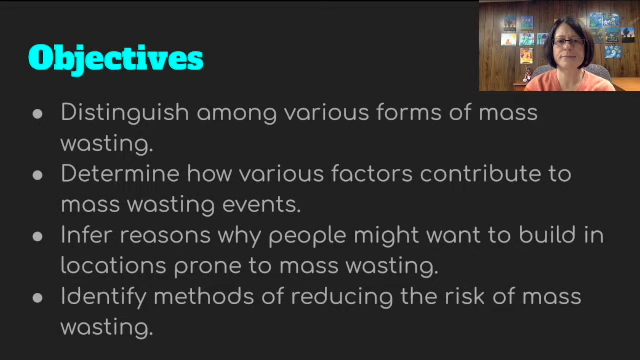 Objectives
● Distinguish among various forms of mass
wasting.
● Determine how various factors contribute to
mass wasting events.
● Infer reasons why people might want to build in
locations prone to mass wasting.
● Identify methods of reducing the risk of mass
wasting.